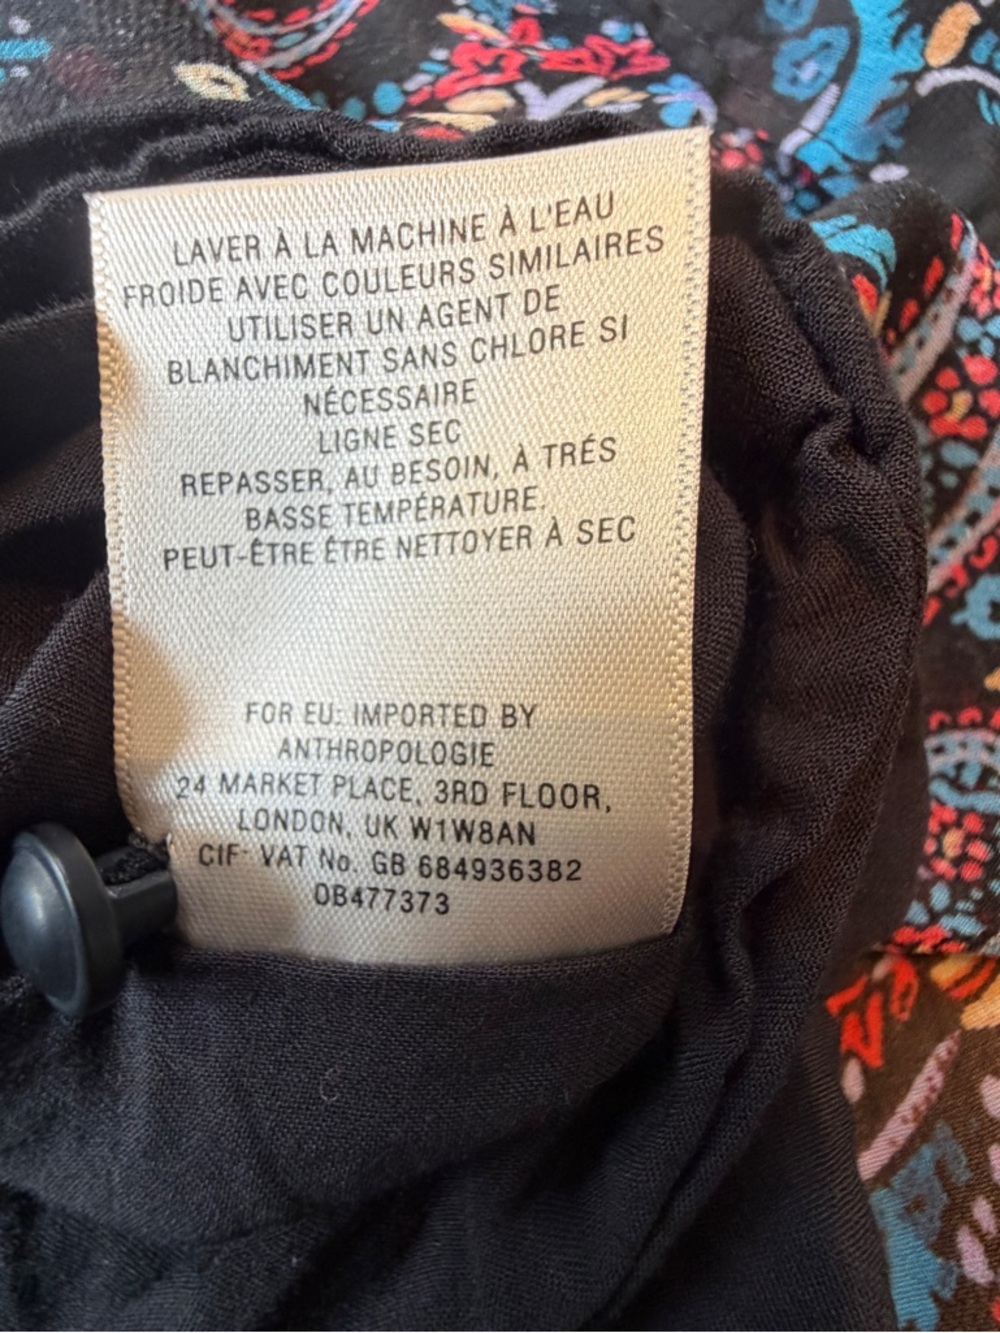 LAVER À LA MACHINE À L'EAU
FROIDE AVEC COULEURS SIMILAIRES
UTILISER UN AGENT DE
BLANCHIMENT SANS CHLORE SI
NÉCESSAIRE
LIGNE SEC
REPASSER, AU BESOIN, À TRÉS
BASSE TEMPÉRATURE.
PEUT-ÊTRE ÊTRE NETTOYER À SEC
FOR EU: IMPORTED BY
ANTHROPOLOGIE
24 MARKET PLACE, 3RD FLOOR,
LONDON, UK W1W8AN
CIF- VAT No. GB 684936382
OB477373